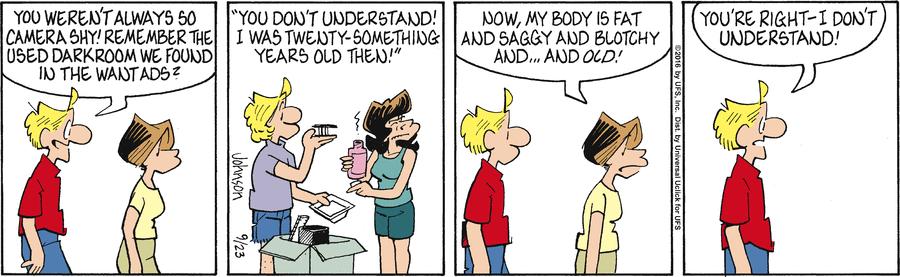 YOU WEREN'T ALWAYS SO
CAMERA SHY! REMEMBER THE
USED DARKROOM WE FOUND
IN THE WANT ADS?
"YOU DON'T UNDERSTAND!
I WAS TWENTY-SOMETHING
YEARS OLD THEN!"
Johnson
9/23
NOW, MY BODY IS FAT
AND SAGGY AND BLOTCHY
AND... AND OLD!
©2016 by UFS, Inc. Dist. by Universal Uclick for UFS
YOU'RE RIGHT-I DON'T
UNDERSTAND!